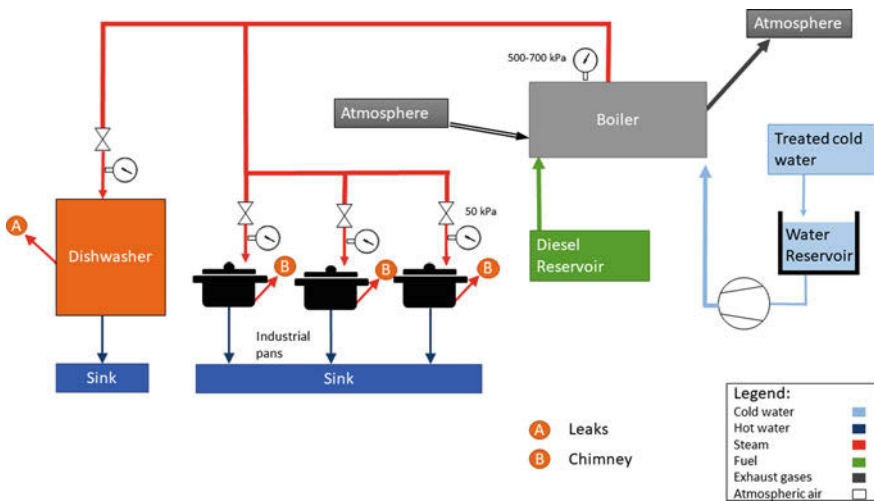 Atmosphere
500-700 kPa
Boiler
Atmosphere
Treated cold
water
50 kPa
A
Dishwasher
B
B
B
Diesel
Reservoir
Water
Reservoir
Industrial
pans
Sink
Sink
A Leaks
B Chimney
Legend:
Cold water
Hot water
Steam
Fuel
Exhaust gases
Atmospheric air